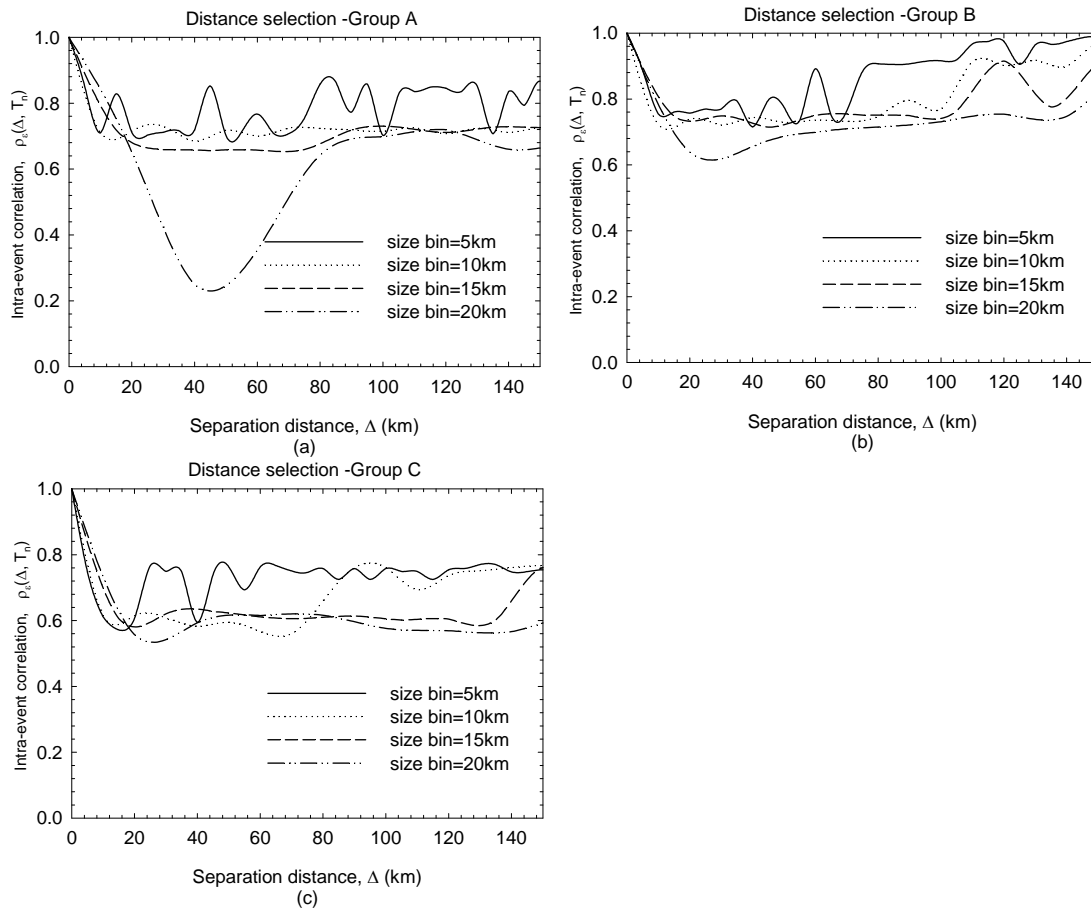 Distance selection -Group A
Intra-event correlation, ρε(Δ, Tn)
1.0
0.8
0.6
0.4
0.2
0.0
size bin=5km
size bin=10km
size bin=15km
size bin=20km
0 20 40 60 80 100 120 140
Separation distance, Δ (km)
(a)
Distance selection -Group B
Intra-event correlation, ρε(Δ, Tn)
1.0
0.8
0.6
0.4
0.2
0.0
size bin=5km
size bin=10km
size bin=15km
size bin=20km
0 20 40 60 80 100 120 140
Separation distance, Δ (km)
(b)
Distance selection -Group C
Intra-event correlation, ρε(Δ, Tn)
1.0
0.8
0.6
0.4
0.2
0.0
size bin=5km
size bin=10km
size bin=15km
size bin=20km
0 20 40 60 80 100 120 140
Separation distance, Δ (km)
(c)